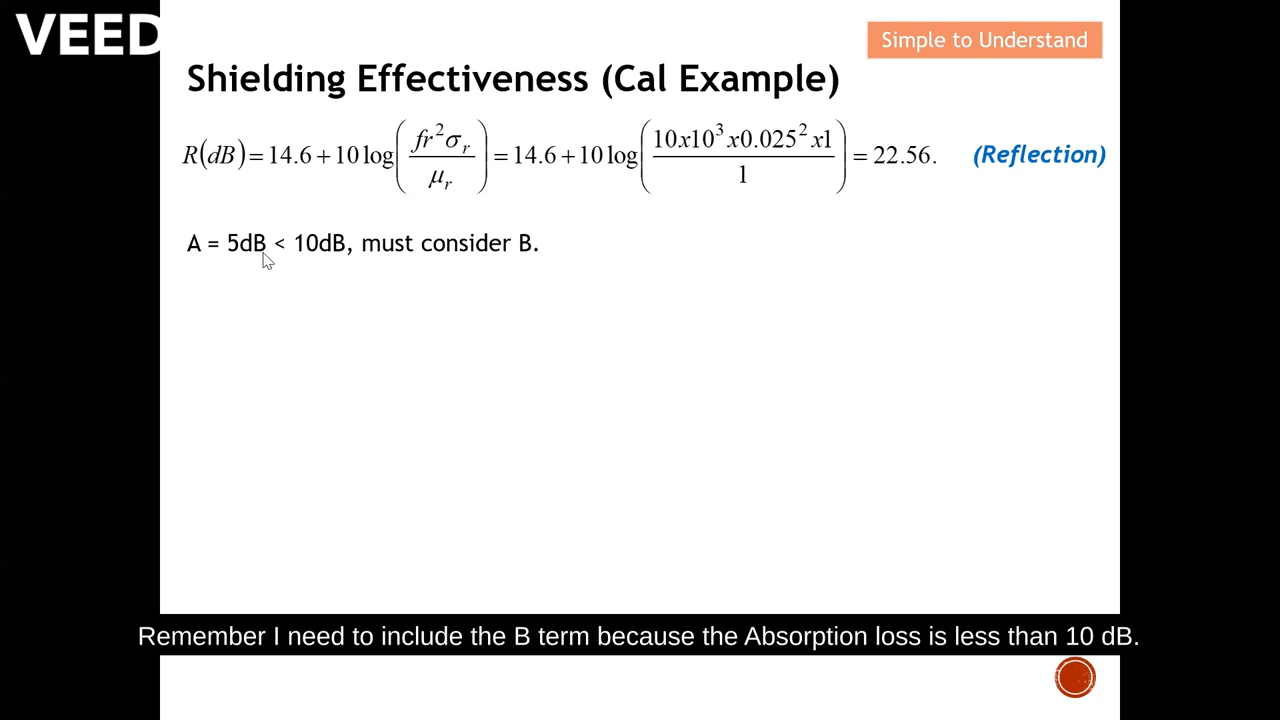 VEED
Simple to Understand
Shielding Effectiveness (Cal Example)
R(dB) = 14.6 + 10 log(fr²σᵣ / μᵣ) = 14.6 + 10 log(10x10³x0.025²x1 / 1) = 22.56. (Reflection)
A = 5dB < 10dB, must consider B.
Remember I need to include the B term because the Absorption loss is less than 10 dB.